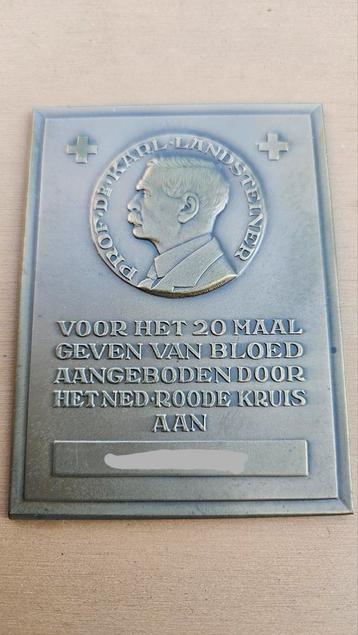 PROF·DR·KARL·LANDSTEINER
VOOR HET 20 MAAL
GEVEN VAN BLOED
AANGEBODEN DOOR
HET NED·ROODE KRUIS
AAN